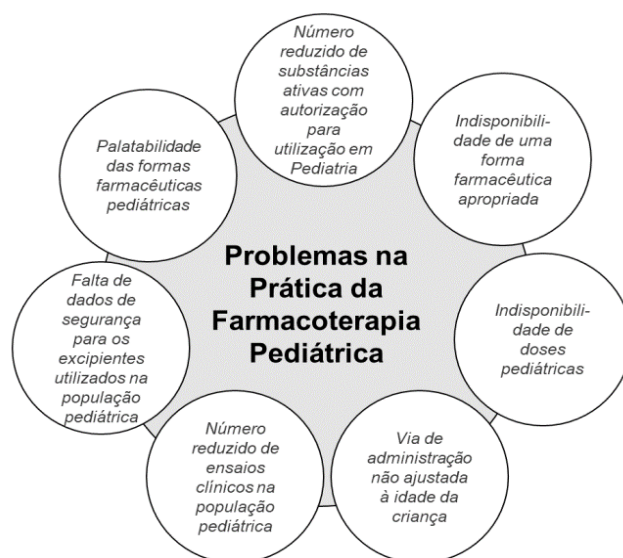 Número
reduzido de
substâncias
ativas com
autorização
para
utilização em
Pediatria
Indisponibili-
dade de uma
forma
farmacêutica
apropriada
Indisponibili-
dade de
doses
pediátricas
Via de
administração
não ajustada
à idade da
criança
Número
reduzido de
ensaios
clínicos na
população
pediátrica
Falta de
dados de
segurança
para os
excipientes
utilizados na
população
pediátrica
Palatabilidade
das formas
farmacêuticas
pediátricas
Problemas na
Prática da
Farmacoterapia
Pediátrica